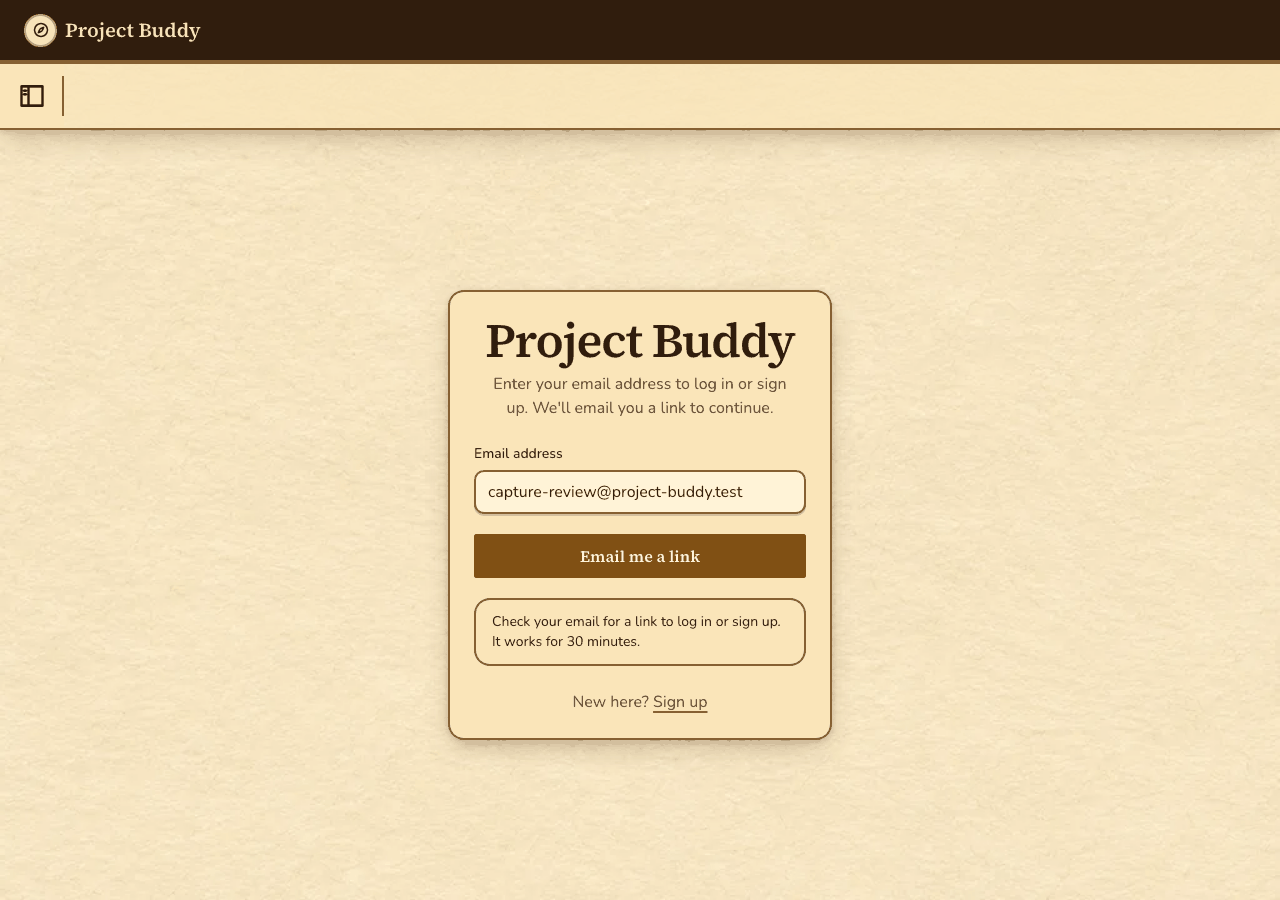 Project Buddy
Project Buddy
Enter your email address to log in or sign
up. We'll email you a link to continue.
Email address
capture-review@project-buddy.test
Email me a link
Check your email for a link to log in or sign up.
It works for 30 minutes.
New here? Sign up